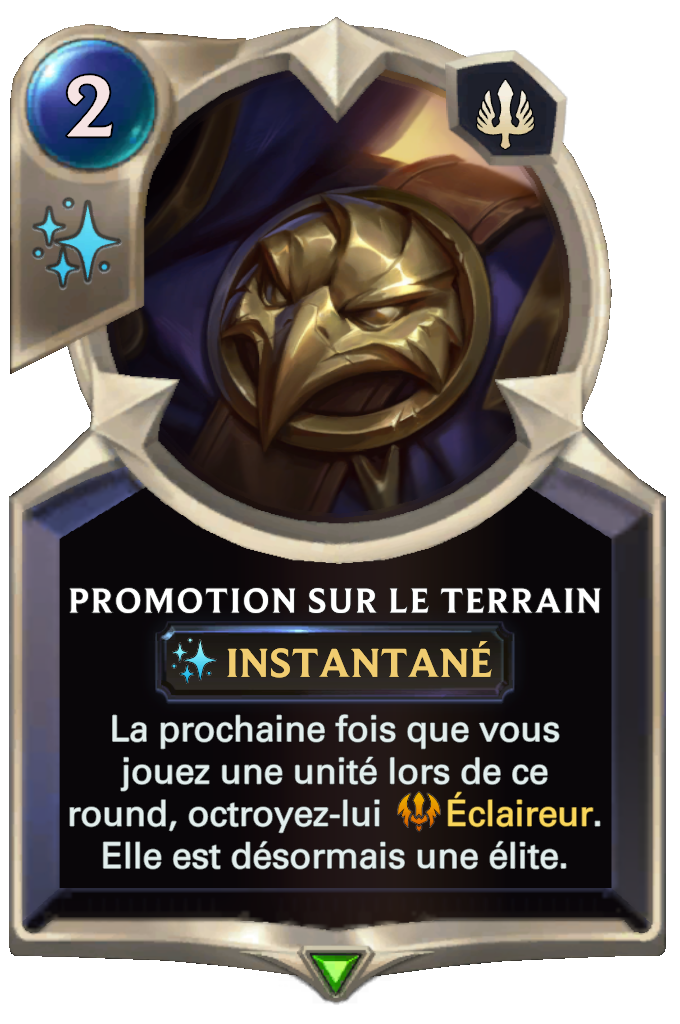 2
PROMOTION SUR LE TERRAIN
INSTANTANÉ
La prochaine fois que vous
jouez une unité lors de ce
round, octroyez-lui Éclaireur.
Elle est désormais une élite.